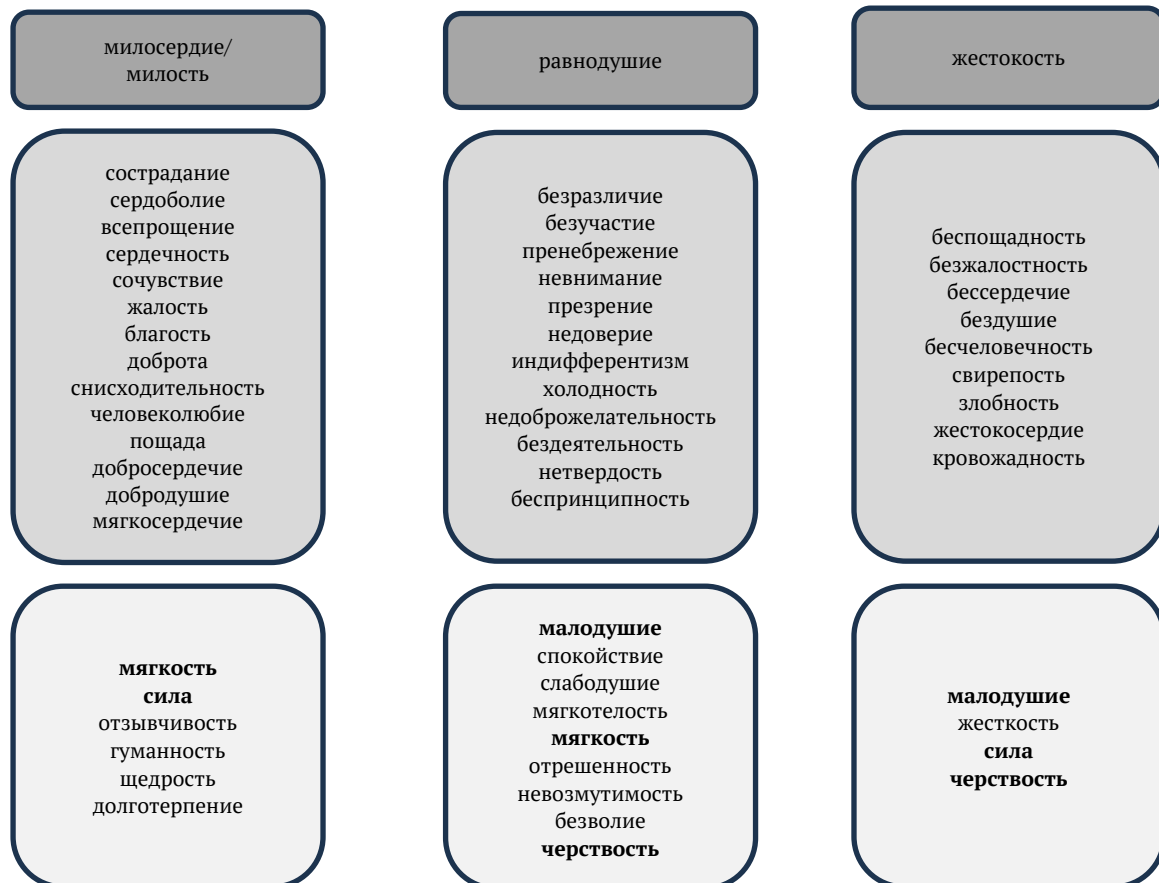 милосердие/
милость
равнодушие
жестокость
сострадание
сердоболие
всепрощение
сердечность
сочувствие
жалость
благость
доброта
снисходительность
человеколюбие
пощада
добросердечие
добродушие
мягкосердечие
безразличие
безучастие
пренебрежение
невнимание
презрение
недоверие
индифферентизм
холодность
недоброжелательность
бездеятельность
нетвердость
беспринципность
беспощадность
безжалостность
бессердечие
бездушие
бесчеловечность
свирепость
злобность
жестокосердие
кровожадность
мягкость
сила
отзывчивость
гуманность
щедрость
долготерпение
малодушие
спокойствие
слабодушие
мягкотелость
мягкость
отрешенность
невозмутимость
безволие
черствость
малодушие
жесткость
сила
черствость